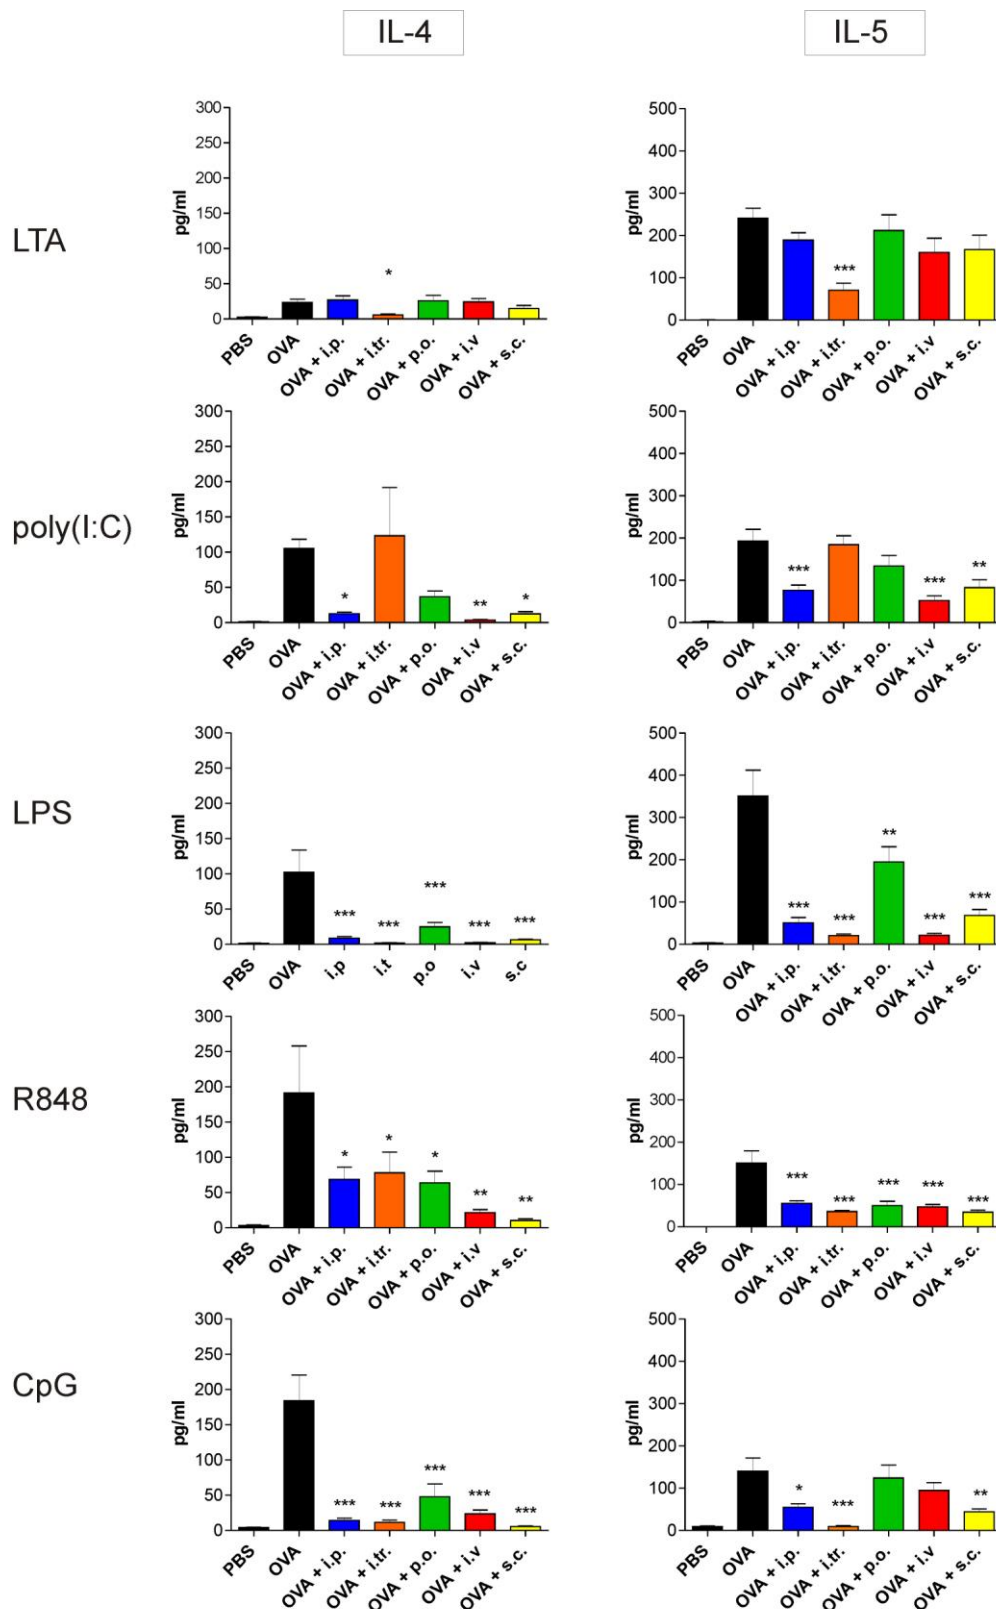 IL-4 IL-5
LTA
pg/ml
300
250
200
150
100
50
0
*
PBS OVA OVA + i.p. OVA + i.tr. OVA + p.o. OVA + i.v OVA + s.c.
pg/ml
500
400
300
200
100
0
***
PBS OVA OVA + i.p. OVA + i.tr. OVA + p.o. OVA + i.v OVA + s.c.
poly(I:C)
pg/ml
300
250
200
150
100
50
0
* ** *
PBS OVA OVA + i.p. OVA + i.tr. OVA + p.o. OVA + i.v OVA + s.c.
pg/ml
500
400
300
200
100
0
*** *** **
PBS OVA OVA + i.p. OVA + i.tr. OVA + p.o. OVA + i.v OVA + s.c.
LPS
pg/ml
300
250
200
150
100
50
0
*** *** *** *** ***
PBS OVA i.p i.t p.o i.v s.c
pg/ml
500
400
300
200
100
0
*** *** ** *** ***
PBS OVA OVA + i.p. OVA + i.tr. OVA + p.o. OVA + i.v OVA + s.c.
R848
pg/ml
300
250
200
150
100
50
0
* * * ** **
PBS OVA OVA + i.p. OVA + i.tr. OVA + p.o. OVA + i.v OVA + s.c.
pg/ml
500
400
300
200
100
0
*** *** *** *** ***
PBS OVA OVA + i.p. OVA + i.tr. OVA + p.o. OVA + i.v OVA + s.c.
CpG
pg/ml
300
250
200
150
100
50
0
*** *** *** *** ***
PBS OVA OVA + i.p. OVA + i.tr. OVA + p.o. OVA + i.v OVA + s.c.
pg/ml
500
400
300
200
100
0
* *** **
PBS OVA OVA + i.p. OVA + i.tr. OVA + p.o. OVA + i.v OVA + s.c.